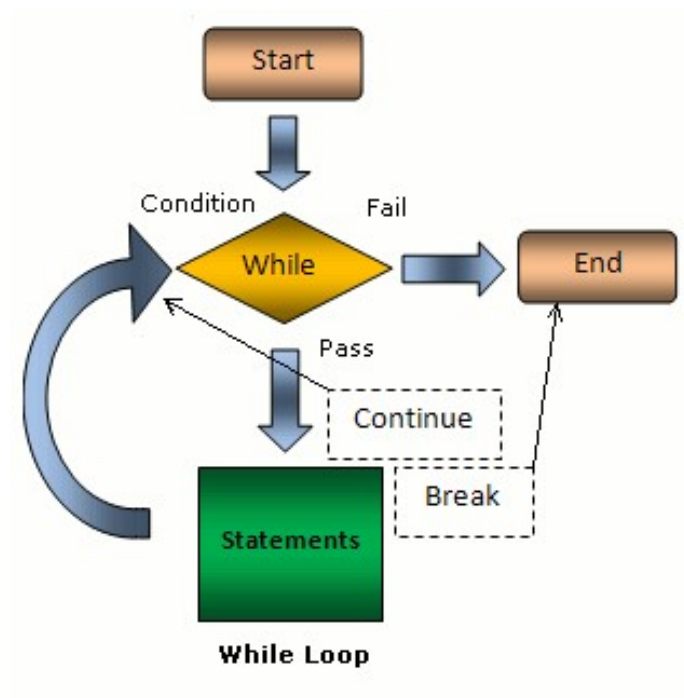 Start
Condition
Fail
While
End
Pass
Continue
Break
Statements
While Loop